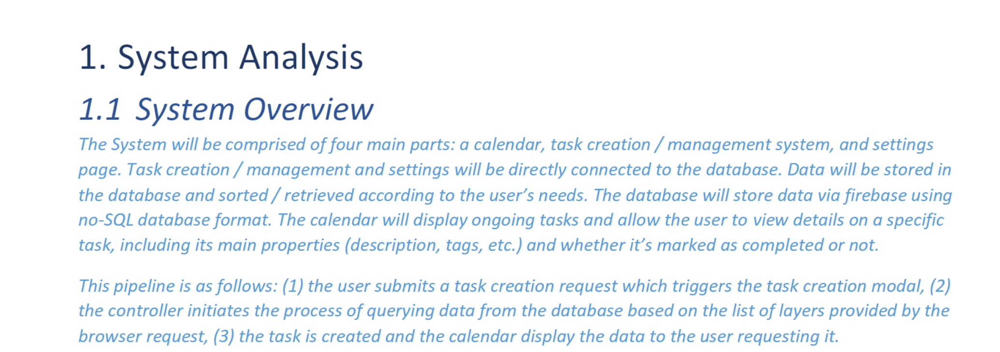 1. System Analysis
1.1 System Overview
The System will be comprised of four main parts: a calendar, task creation / management system, and settings
page. Task creation / management and settings will be directly connected to the database. Data will be stored in
the database and sorted / retrieved according to the user’s needs. The database will store data via firebase using
no-SQL database format. The calendar will display ongoing tasks and allow the user to view details on a specific
task, including its main properties (description, tags, etc.) and whether it’s marked as completed or not.
This pipeline is as follows: (1) the user submits a task creation request which triggers the task creation modal, (2)
the controller initiates the process of querying data from the database based on the list of layers provided by the
browser request, (3) the task is created and the calendar display the data to the user requesting it.